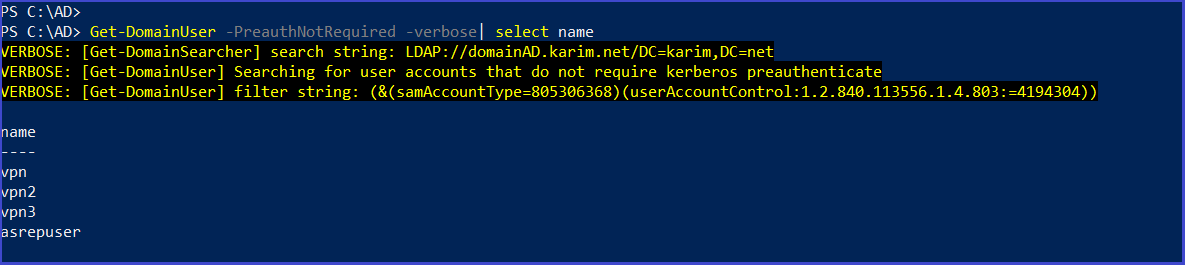 PS C:\AD>
PS C:\AD> Get-DomainUser -PreauthNotRequired -verbose| select name
VERBOSE: [Get-DomainSearcher] search string: LDAP://domainAD.karim.net/DC=karim,DC=net
VERBOSE: [Get-DomainUser] Searching for user accounts that do not require kerberos preauthenticate
VERBOSE: [Get-DomainUser] filter string: (&(samAccountType=805306368)(userAccountControl:1.2.840.113556.1.4.803:=4194304))
name
----
vpn
vpn2
vpn3
asrepuser